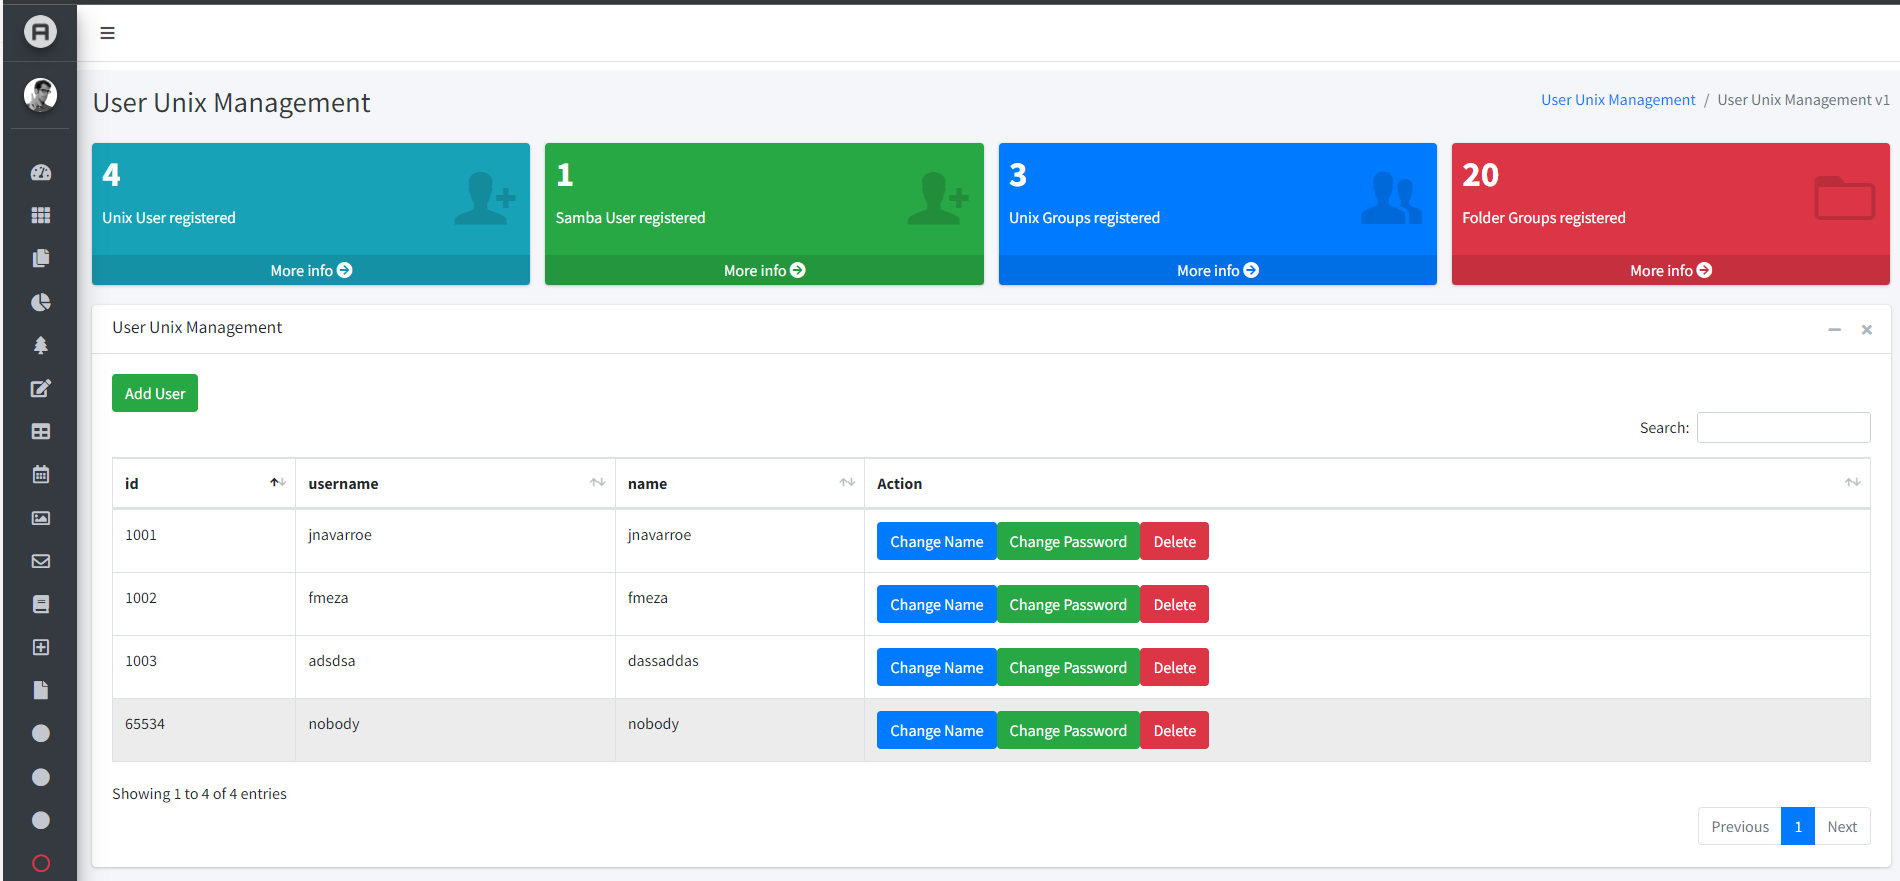 User Unix Management
User Unix Management / User Unix Management v1
4
Unix User registered
More info
1
Samba User registered
More info
3
Unix Groups registered
More info
20
Folder Groups registered
More info
User Unix Management
Add User
Search:
id username name Action
1001 jnavarroe jnavarroe Change Name Change Password Delete
1002 fmeza fmeza Change Name Change Password Delete
1003 adsdsa dassaddas Change Name Change Password Delete
65534 nobody nobody Change Name Change Password Delete
Showing 1 to 4 of 4 entries
Previous 1 Next